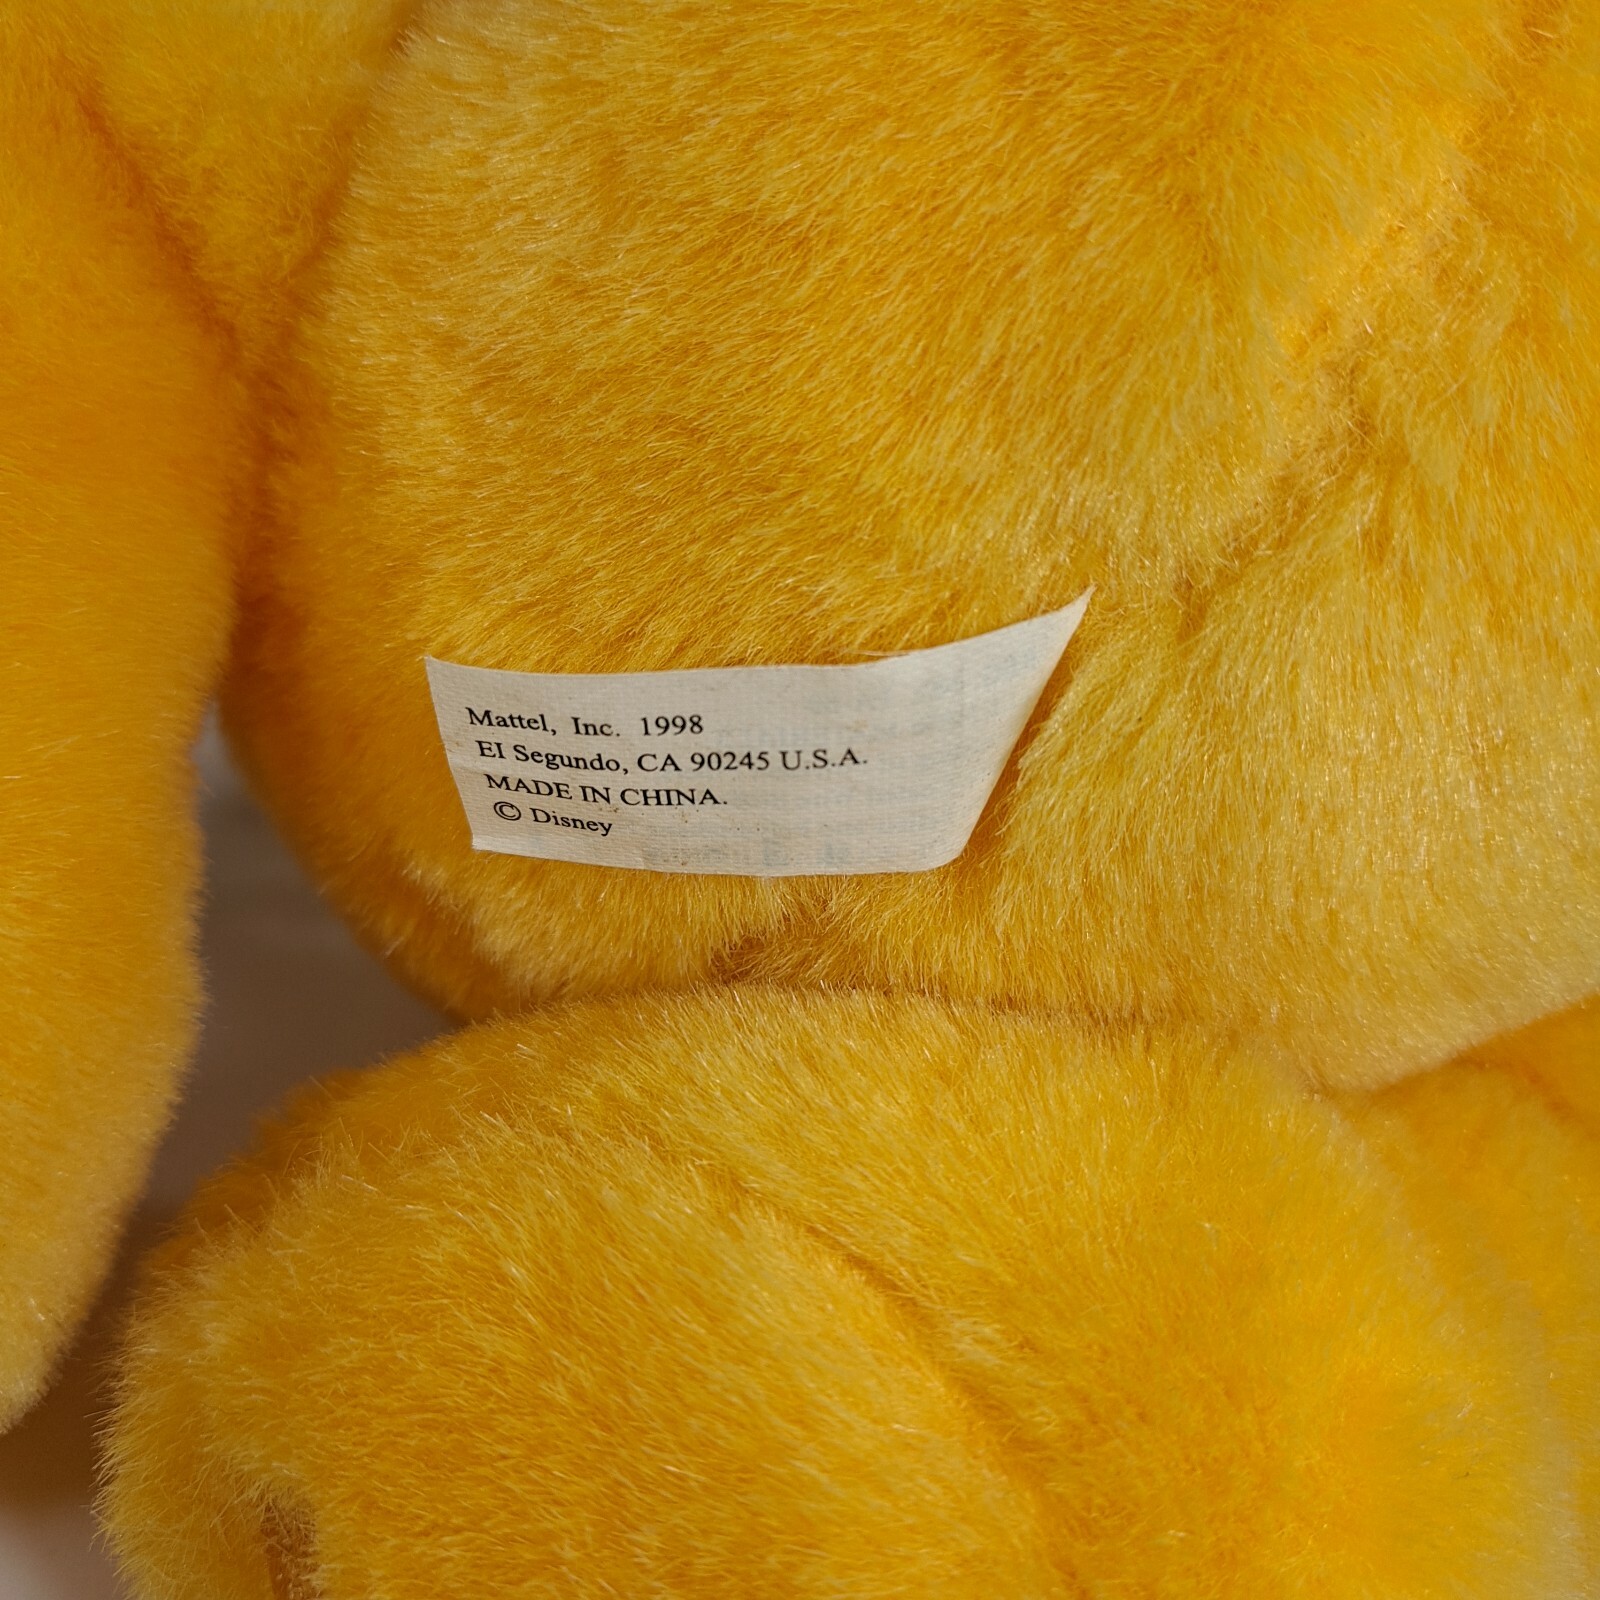 Mattel, Inc. 1998
El Segundo, CA 90245 U.S.A.
MADE IN CHINA.
© Disney